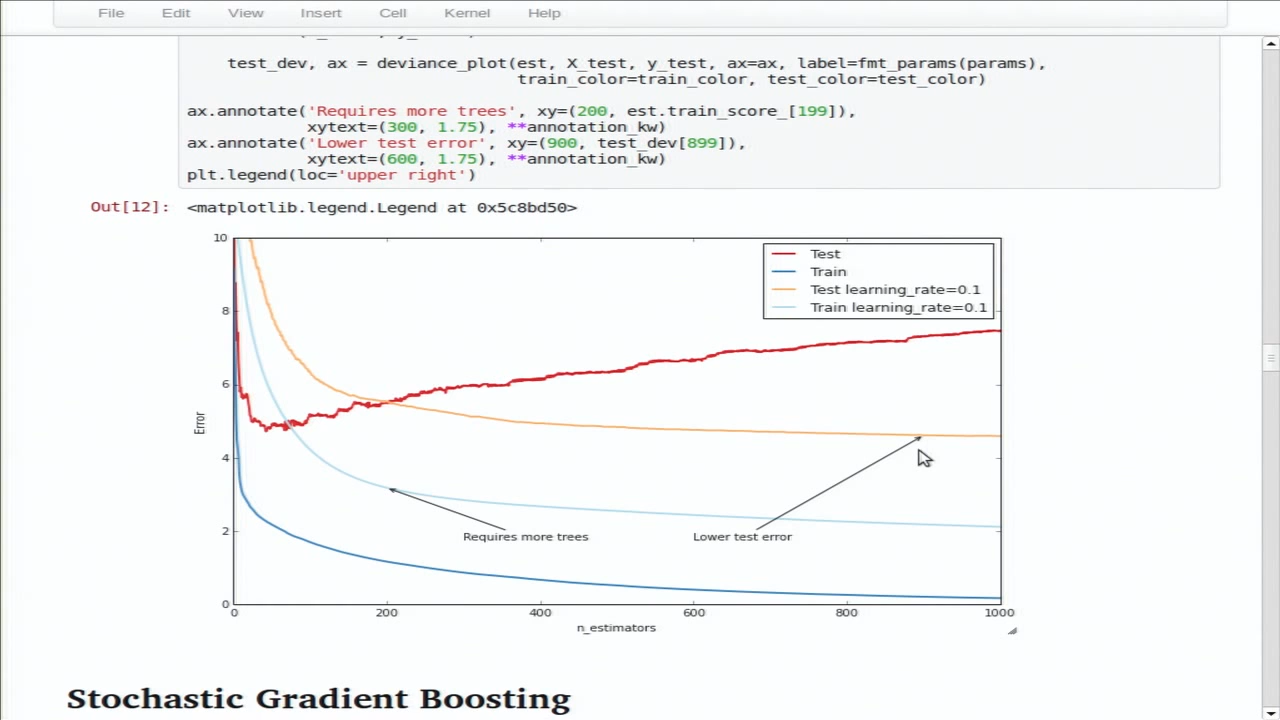 File Edit View Insert Cell Kernel Help
test_dev, ax = deviance_plot(est, X_test, y_test, ax=ax, label=fmt_params(params),
train_color=train_color, test_color=test_color)
ax.annotate('Requires more trees', xy=(200, est.train_score_[199]),
xytext=(300, 1.75), **annotation_kw)
ax.annotate('Lower test error', xy=(900, test_dev[899]),
xytext=(600, 1.75), **annotation_kw)
plt.legend(loc='upper right')
Out[12]: <matplotlib.legend.Legend at 0x5c8bd50>
10
8
6
4
2
0
Error
Test
Train
Test learning_rate=0.1
Train learning_rate=0.1
Requires more trees
Lower test error
0 200 400 600 800 1000
n_estimators
Stochastic Gradient Boosting